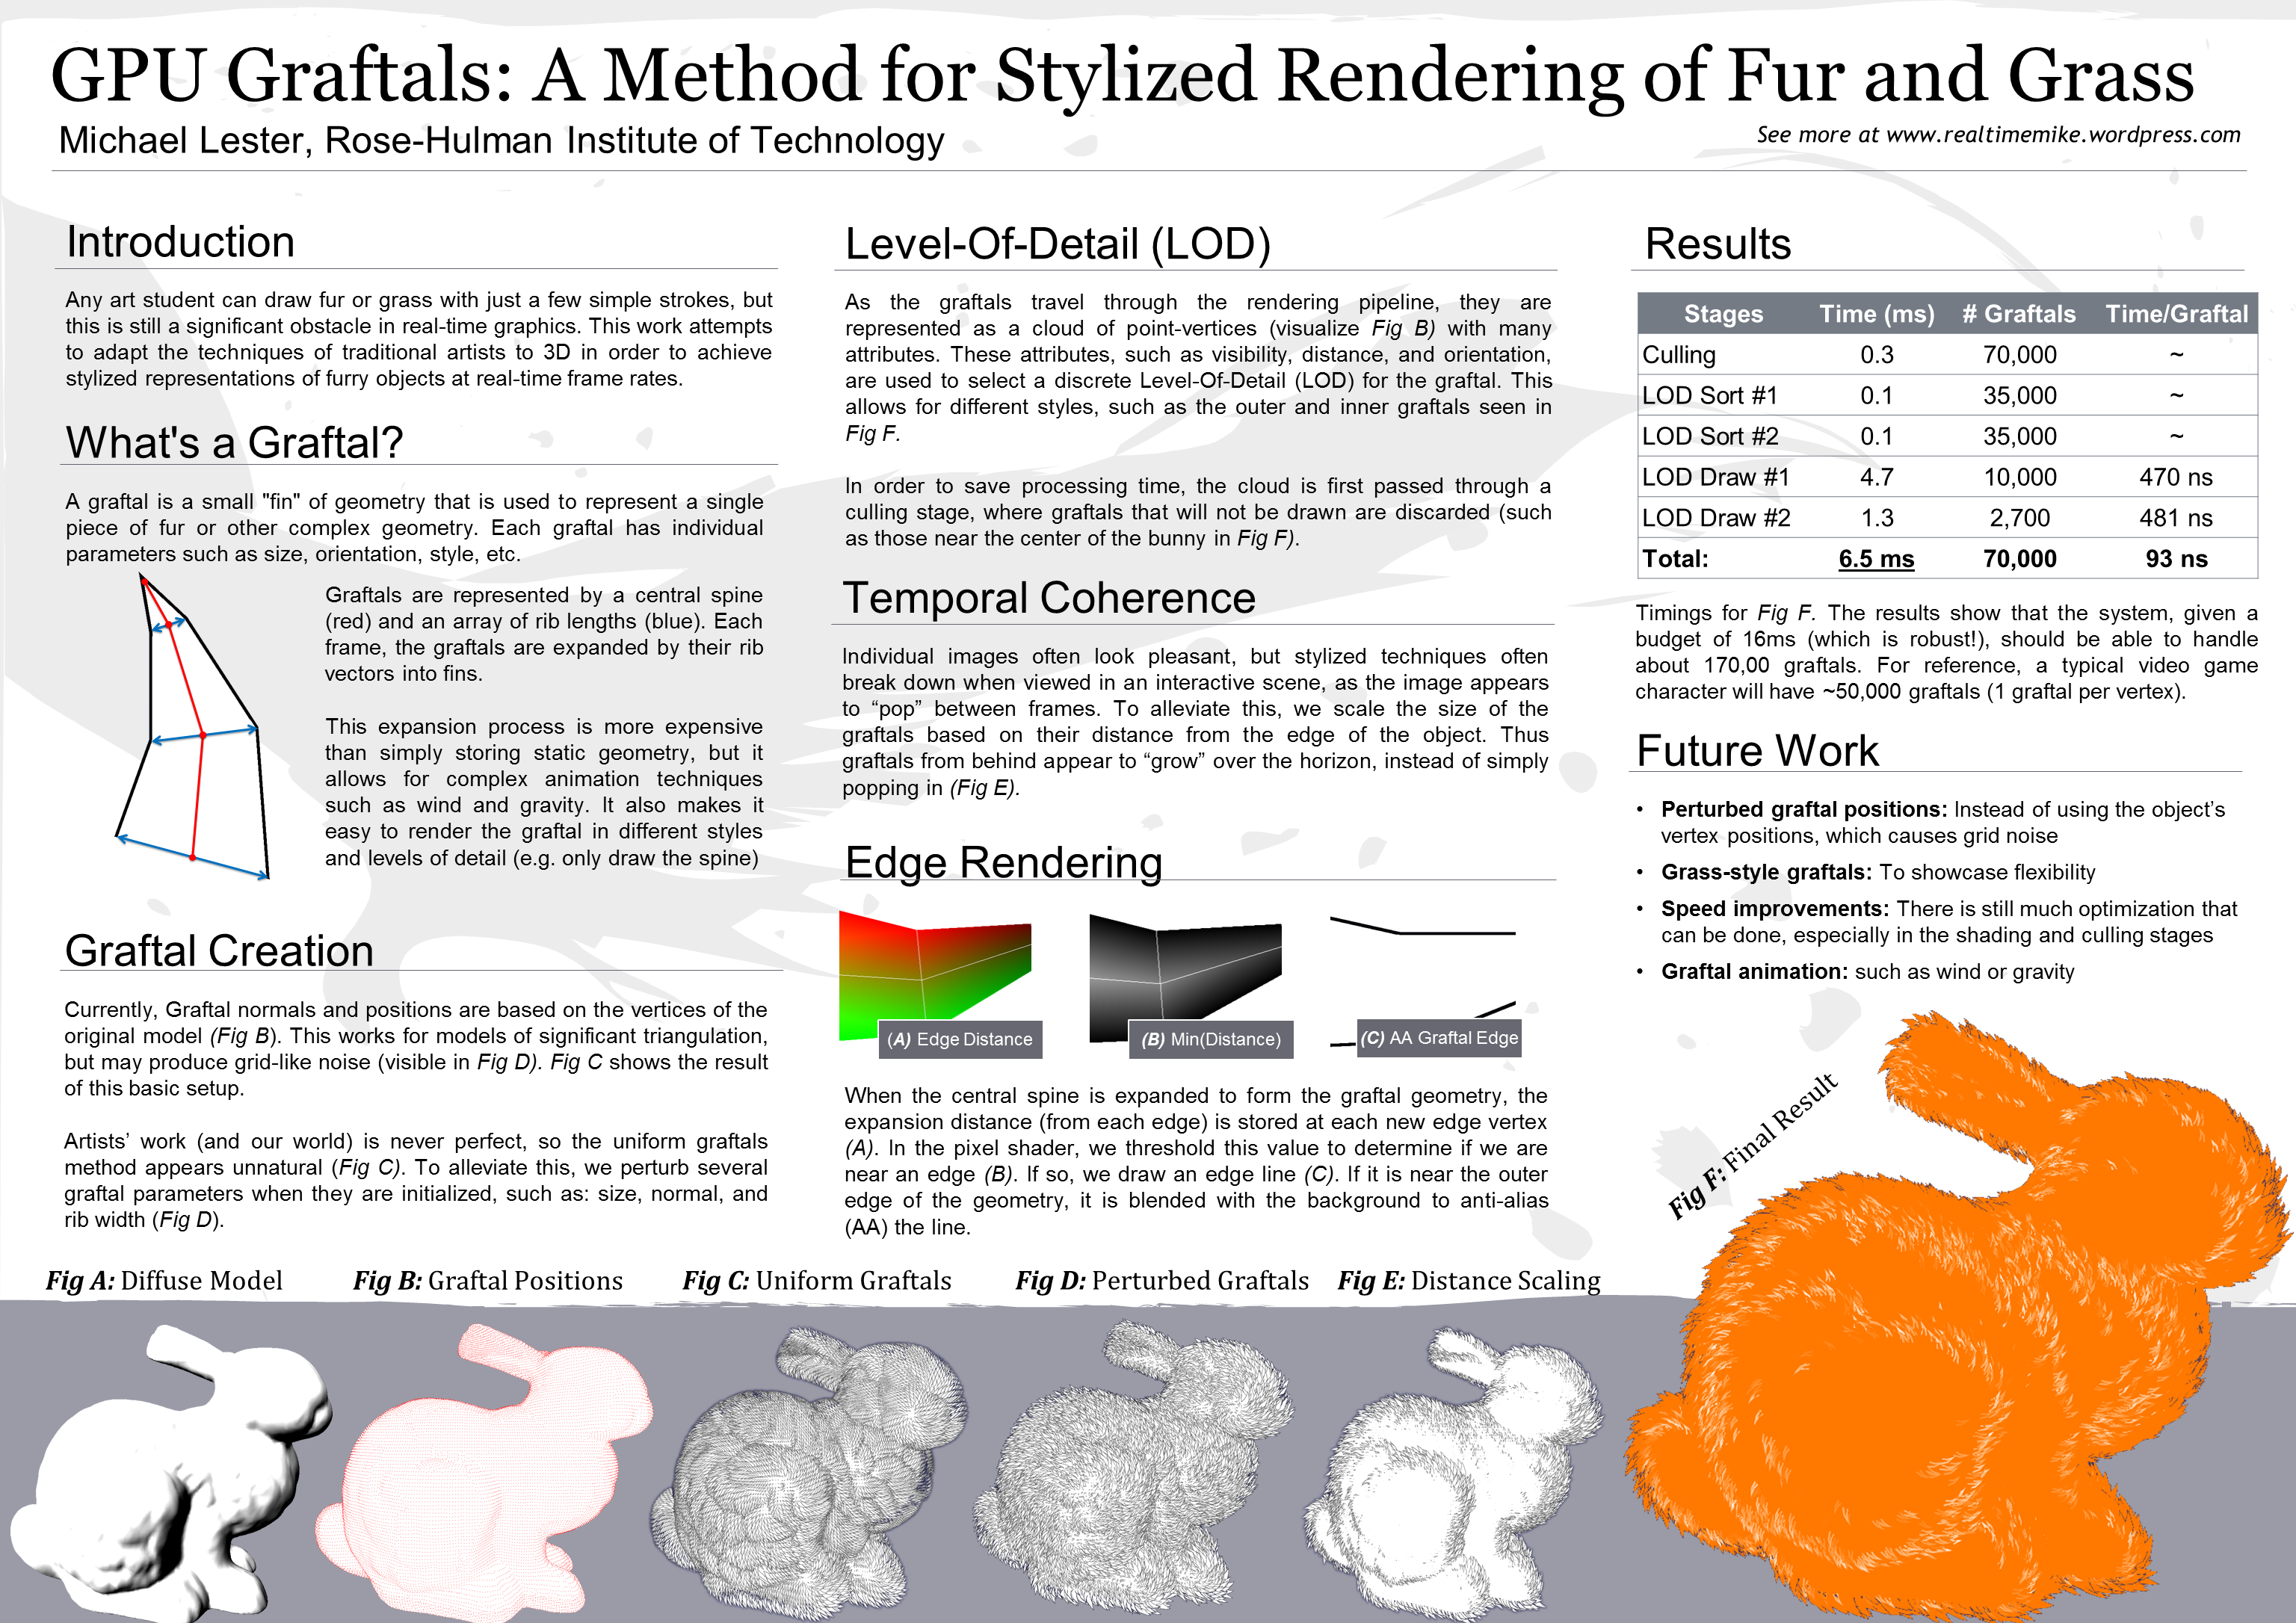 GPU Graftals: A Method for Stylized Rendering of Fur and Grass
Michael Lester, Rose-Hulman Institute of Technology
See more at www.realtimemike.wordpress.com
Introduction
Any art student can draw fur or grass with just a few simple strokes, but
this is still a significant obstacle in real-time graphics. This work attempts
to adapt the techniques of traditional artists to 3D in order to achieve
stylized representations of furry objects at real-time frame rates.
What's a Graftal?
A graftal is a small "fin" of geometry that is used to represent a single
piece of fur or other complex geometry. Each graftal has individual
parameters such as size, orientation, style, etc.
Graftals are represented by a central spine
(red) and an array of rib lengths (blue). Each
frame, the graftals are expanded by their rib
vectors into fins.
This expansion process is more expensive
than simply storing static geometry, but it
allows for complex animation techniques
such as wind and gravity. It also makes it
easy to render the graftal in different styles
and levels of detail (e.g. only draw the spine)
Graftal Creation
Currently, Graftal normals and positions are based on the vertices of the
original model (Fig B). This works for models of significant triangulation,
but may produce grid-like noise (visible in Fig D). Fig C shows the result
of this basic setup.
Artists’ work (and our world) is never perfect, so the uniform graftals
method appears unnatural (Fig C). To alleviate this, we perturb several
graftal parameters when they are initialized, such as: size, normal, and
rib width (Fig D).
Level-Of-Detail (LOD)
As the graftals travel through the rendering pipeline, they are
represented as a cloud of point-vertices (visualize Fig B) with many
attributes. These attributes, such as visibility, distance, and orientation,
are used to select a discrete Level-Of-Detail (LOD) for the graftal. This
allows for different styles, such as the outer and inner graftals seen in
Fig F.
In order to save processing time, the cloud is first passed through a
culling stage, where graftals that will not be drawn are discarded (such
as those near the center of the bunny in Fig F).
Temporal Coherence
Individual images often look pleasant, but stylized techniques often
break down when viewed in an interactive scene, as the image appears
to “pop” between frames. To alleviate this, we scale the size of the
graftals based on their distance from the edge of the object. Thus
graftals from behind appear to “grow” over the horizon, instead of simply
popping in (Fig E).
Edge Rendering
(A) Edge Distance
(B) Min(Distance)
(C) AA Graftal Edge
When the central spine is expanded to form the graftal geometry, the
expansion distance (from each edge) is stored at each new edge vertex
(A). In the pixel shader, we threshold this value to determine if we are
near an edge (B). If so, we draw an edge line (C). If it is near the outer
edge of the geometry, it is blended with the background to anti-alias
(AA) the line.
Results
Stages Time (ms) # Graftals Time/Graftal
Culling 0.3 70,000 ~
LOD Sort #1 0.1 35,000 ~
LOD Sort #2 0.1 35,000 ~
LOD Draw #1 4.7 10,000 470 ns
LOD Draw #2 1.3 2,700 481 ns
Total: 6.5 ms 70,000 93 ns
Timings for Fig F. The results show that the system, given a
budget of 16ms (which is robust!), should be able to handle
about 170,00 graftals. For reference, a typical video game
character will have ~50,000 graftals (1 graftal per vertex).
Future Work
• Perturbed graftal positions: Instead of using the object’s
vertex positions, which causes grid noise
• Grass-style graftals: To showcase flexibility
• Speed improvements: There is still much optimization that
can be done, especially in the shading and culling stages
• Graftal animation: such as wind or gravity
Fig F: Final Result
Fig A: Diffuse Model
Fig B: Graftal Positions
Fig C: Uniform Graftals
Fig D: Perturbed Graftals
Fig E: Distance Scaling